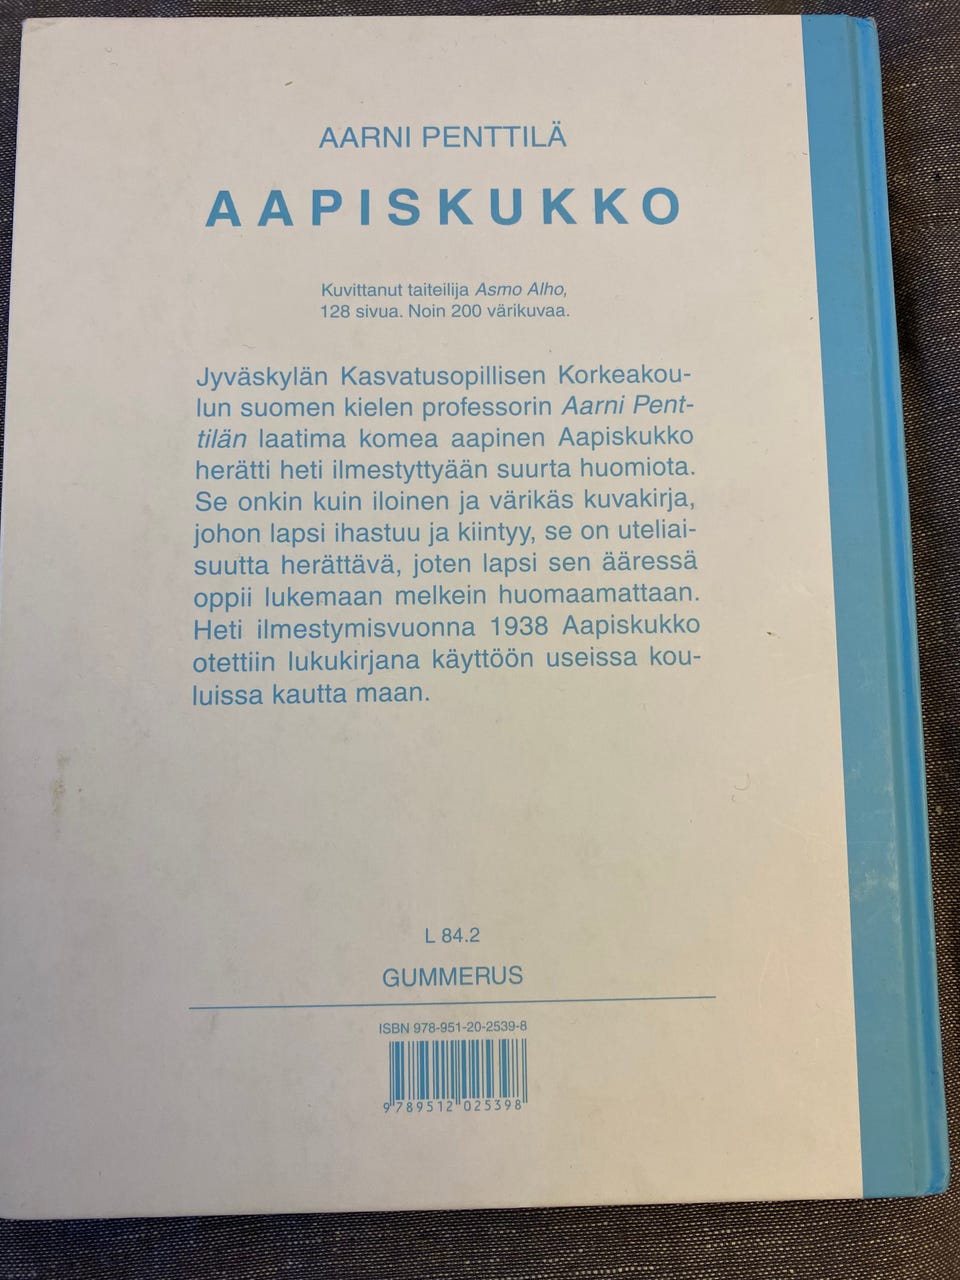 AARNI PENTTILÄ
AAPISKUKKO
Kuvittanut taiteilija Asmo Alho,
128 sivua. Noin 200 värikuvaa.
Jyväskylän Kasvatusopillisen Korkeakou-
lun suomen kielen professorin Aarni Pent-
tilän laatima komea aapinen Aapiskukko
herätti heti ilmestyttyään suurta huomiota.
Se onkin kuin iloinen ja värikäs kuvakirja,
johon lapsi ihastuu ja kiintyy, se on uteliai-
suutta herättävä, joten lapsi sen ääressä
oppii lukemaan melkein huomaamattaan.
Heti ilmestymisvuonna 1938 Aapiskukko
otettiin lukukirjana käyttöön useissa kou-
luissa kautta maan.
L 84.2
GUMMERUS
ISBN 978-951-20-2539-8
9 789512 025398